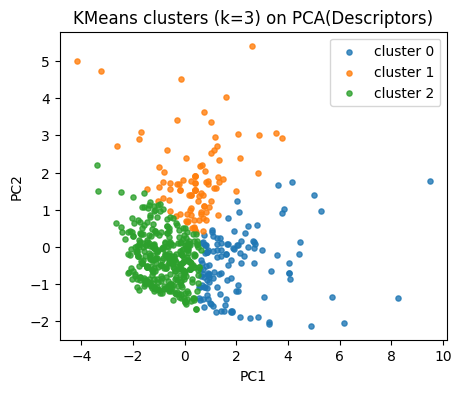 KMeans clusters (k=3) on PCA(Descriptors)
cluster 0
cluster 1
cluster 2
PC2
5
4
3
2
1
0
−1
−2
−4 −2 0 2 4 6 8 10
PC1